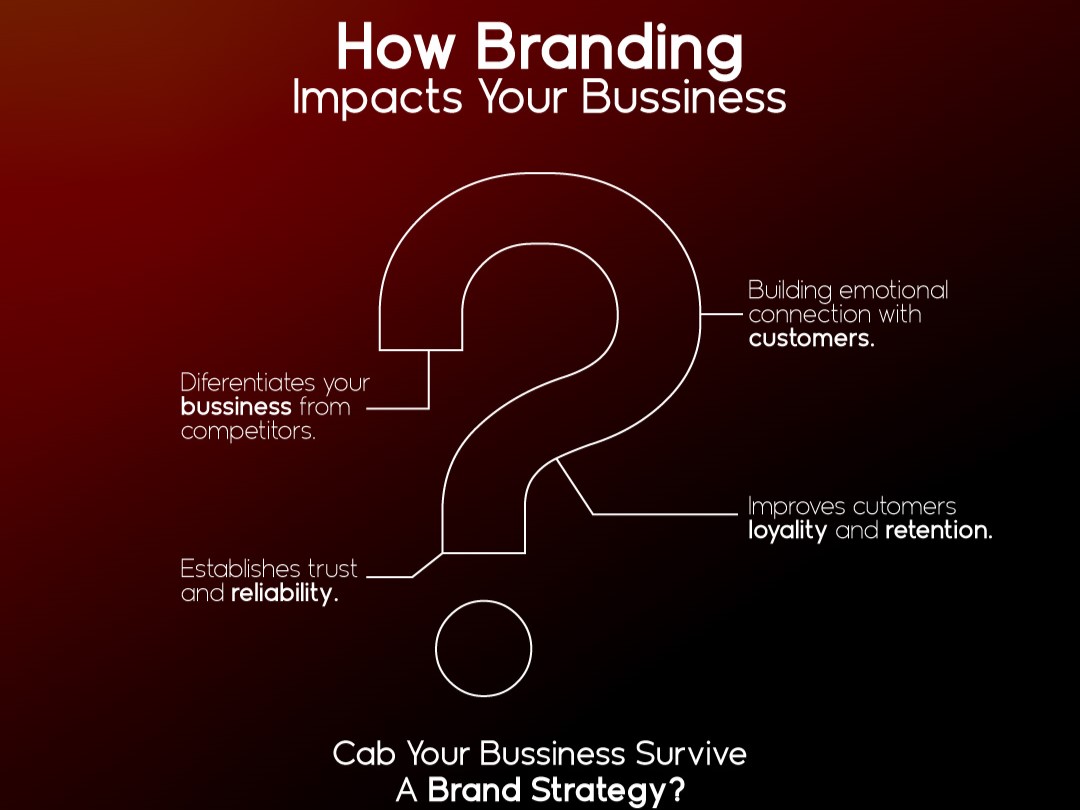 How Branding
Impacts Your Bussiness
Building emotional
connection with
customers.
Diferentiates your
bussiness from
competitors.
Improves cutomers
loyality and retention.
Establishes trust
and reliability.
Cab Your Bussiness Survive
A Brand Strategy?